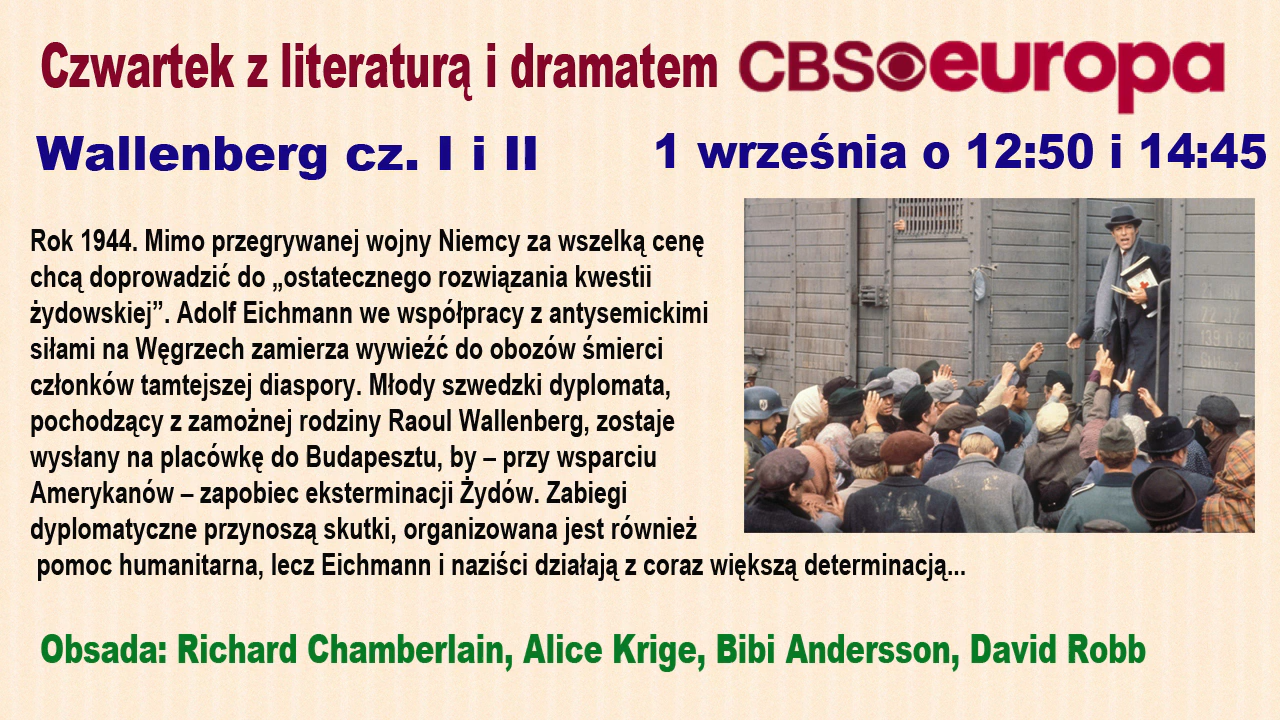 Czwartek z literaturą i dramatem CBS europa
Wallenberg cz. I i II
1 września o 12:50 i 14:45
Rok 1944. Mimo przegrywanej wojny Niemcy za wszelką cenę
chcą doprowadzić do „ostatecznego rozwiązania kwestii
żydowskiej”. Adolf Eichmann we współpracy z antysemickimi
siłami na Węgrzech zamierza wywieźć do obozów śmierci
członków tamtejszej diaspory. Młody szwedzki dyplomata,
pochodzący z zamożnej rodziny Raoul Wallenberg, zostaje
wysłany na placówkę do Budapesztu, by – przy wsparciu
Amerykanów – zapobiec eksterminacji Żydów. Zabiegi
dyplomatyczne przynoszą skutki, organizowana jest również
pomoc humanitarna, lecz Eichmann i naziści działają z coraz większą determinacją...
Obsada: Richard Chamberlain, Alice Krige, Bibi Andersson, David Robb